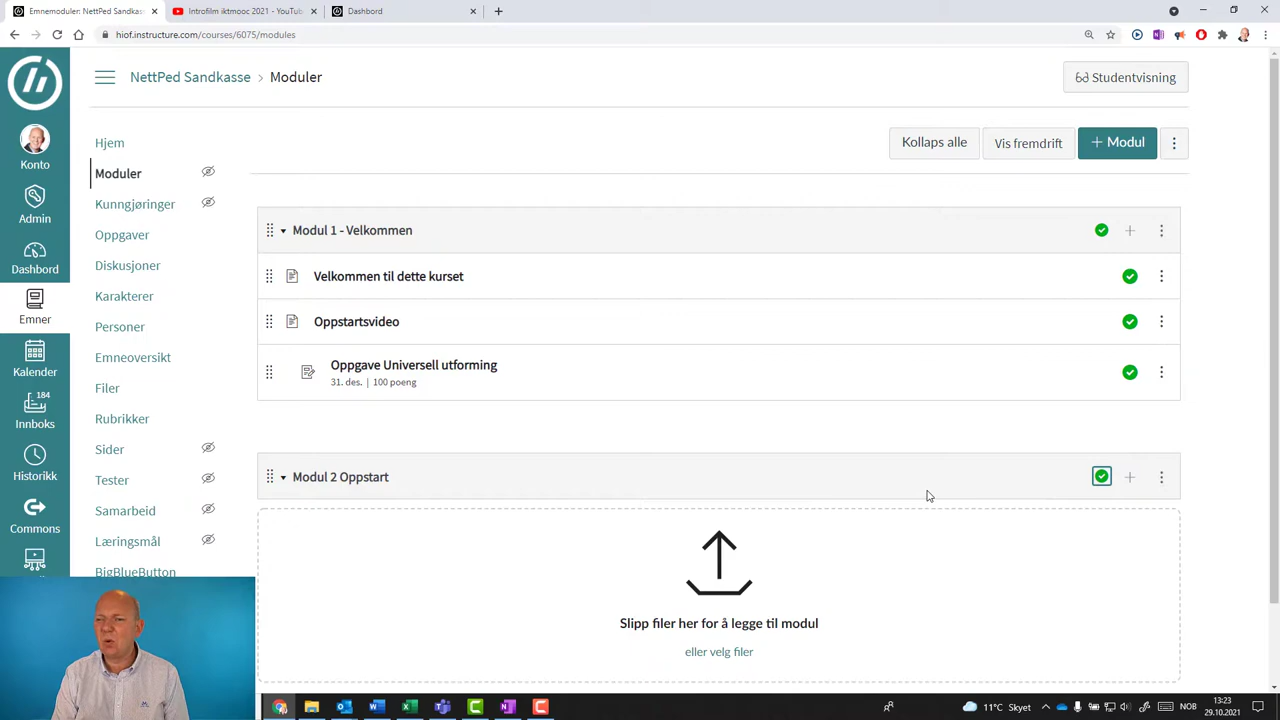 Emnemoduler: NettPed Sandkasse
Introfilm iktmooc 2021 - YouTube
Dashbord
hiof.instructure.com/courses/6075/modules
NettPed Sandkasse › Moduler
Studentvisning
Konto
Admin
Dashbord
Emner
Kalender
184
Innboks
Historikk
Commons
Hjem
Moduler
Kunngjøringer
Oppgaver
Diskusjoner
Karakterer
Personer
Emneoversikt
Filer
Rubrikker
Sider
Tester
Samarbeid
Læringsmål
BigBlueButton
Kollaps alle
Vis fremdrift
+ Modul
Modul 1 - Velkommen
Velkommen til dette kurset
Oppstartsvideo
Oppgave Universell utforming
31. des. | 100 poeng
Modul 2 Oppstart
Slipp filer her for å legge til modul
eller velg filer
11°C Skyet
NOB
13:23
29.10.2021